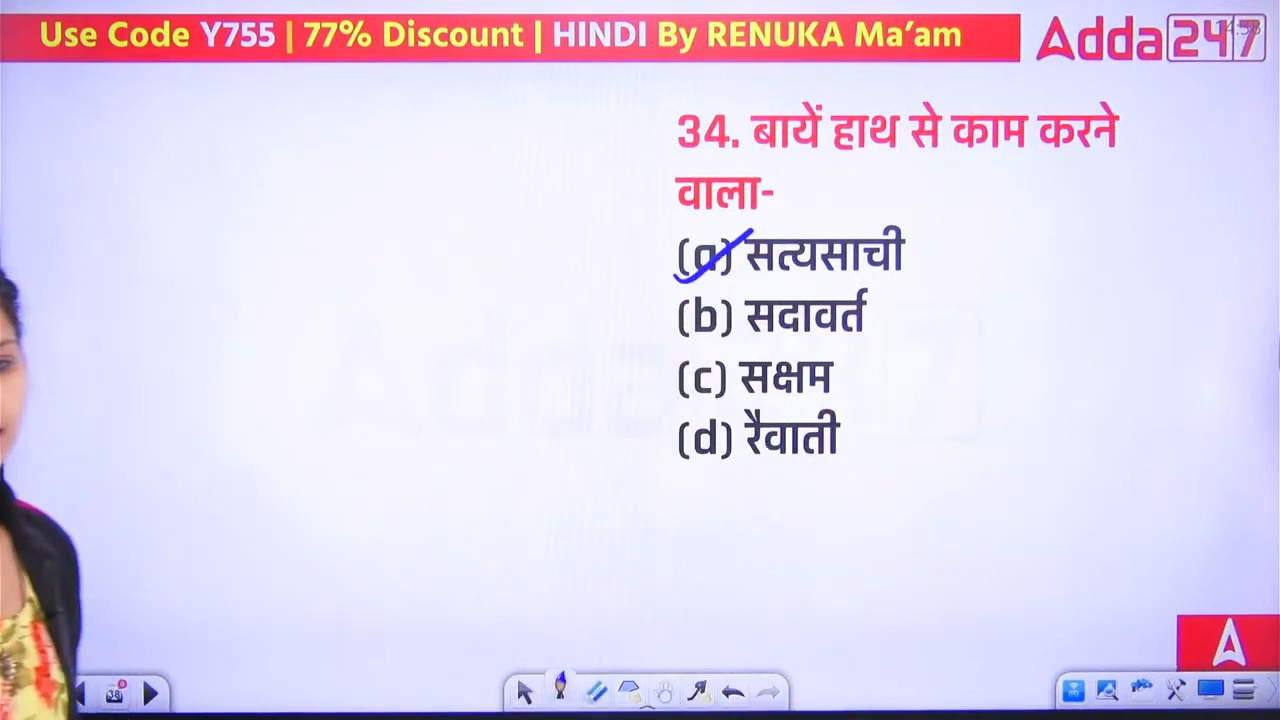 Use Code Y755 | 77% Discount | HINDI By RENUKA Ma’am
Adda247
34. बायें हाथ से काम करने
वाला-
(a) सत्यसाची
(b) सदावर्त
(c) सक्षम
(d) रैवाती
38